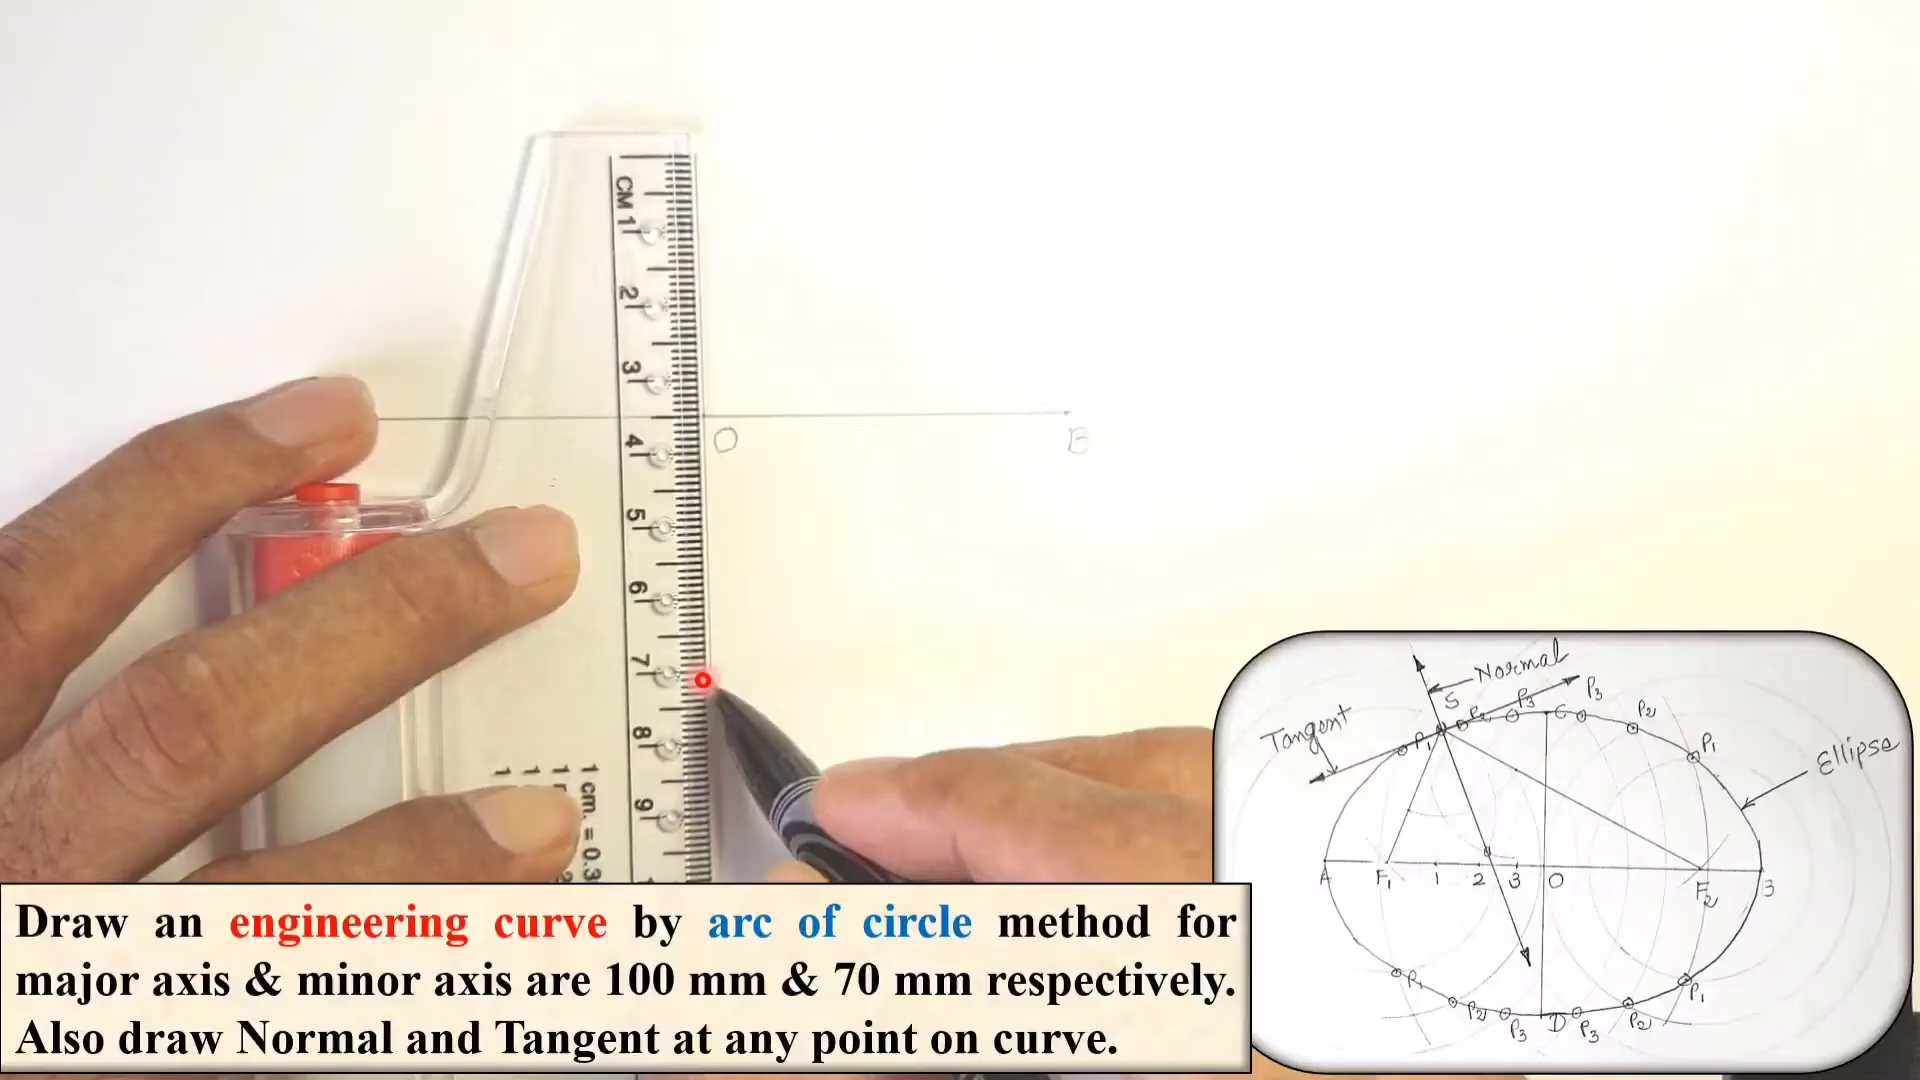 CM 1
2
3
4
5
6
7
8
9
1 cm. = 0.3
O
B
Draw an engineering curve by arc of circle method for
major axis & minor axis are 100 mm & 70 mm respectively.
Also draw Normal and Tangent at any point on curve.
Normal
Tangent
Ellipse
S
P₁
P₂
P₃
C
P₃
P₂
P₁
A
F₁
1
2
3
O
F₂
B
P₁
P₂
P₃
D
P₃
P₂
P₁